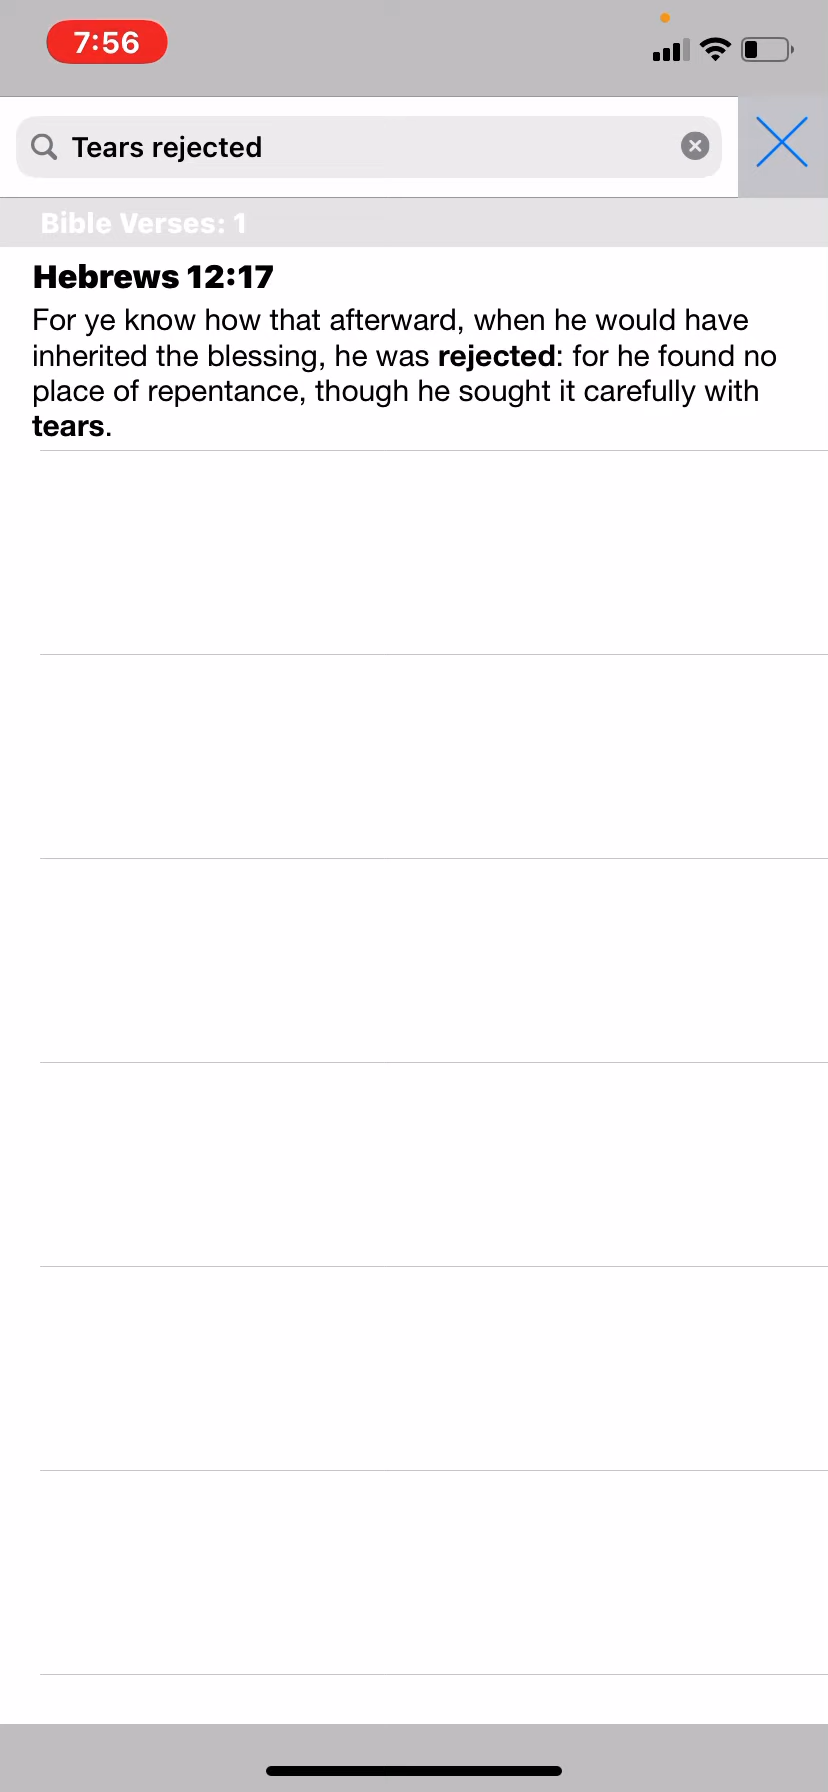 7:56
Tears rejected
Bible Verses: 1
Hebrews 12:17
For ye know how that afterward, when he would have
inherited the blessing, he was rejected: for he found no
place of repentance, though he sought it carefully with
tears.